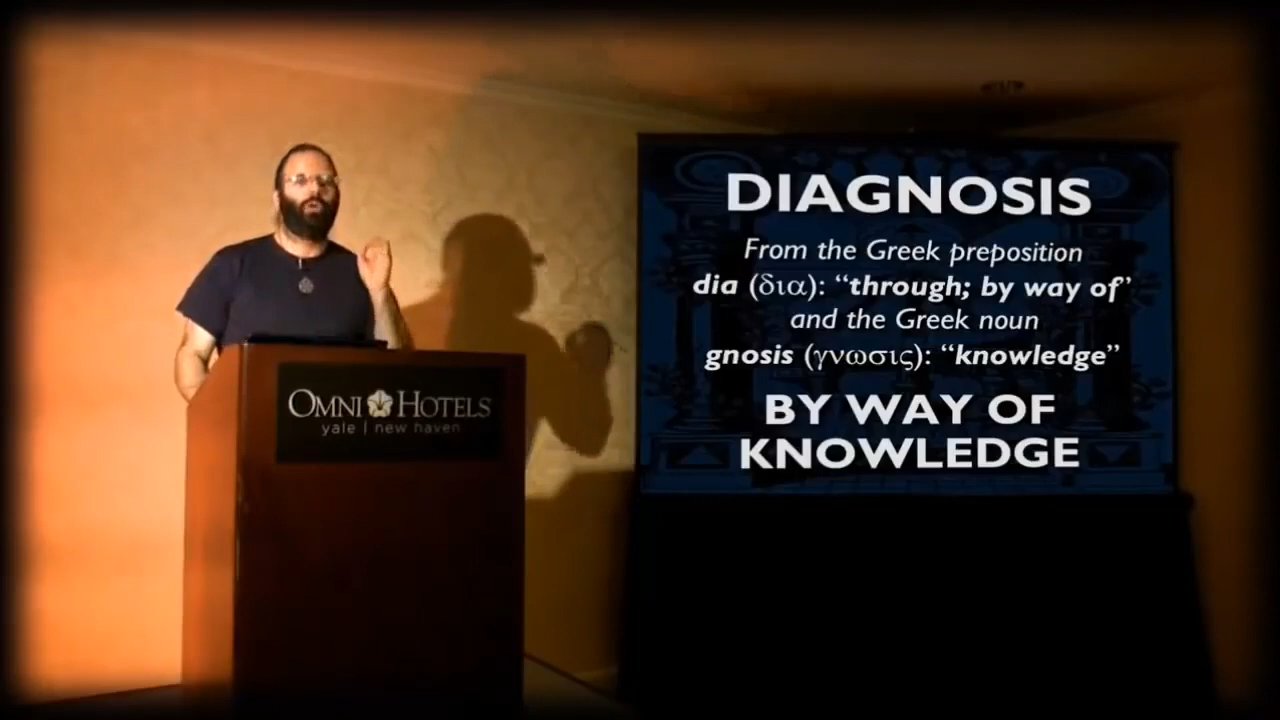 OMNI HOTELS
yale | new haven
DIAGNOSIS
From the Greek preposition
dia (δια): “through; by way of”
and the Greek noun
gnosis (γνωσις): “knowledge”
BY WAY OF
KNOWLEDGE